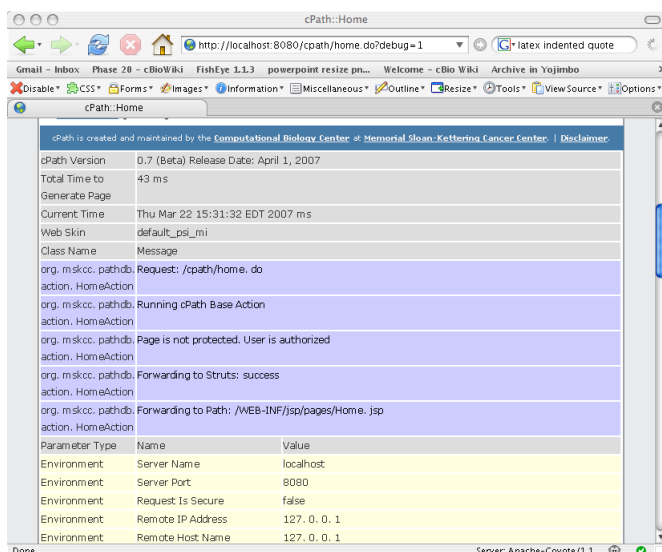 cPath::Home
http://localhost:8080/cpath/home.do?debug=1
latex indented quote
Gmail - Inbox Phase 20 - cBioWiki FishEye 1.1.3 powerpoint resize pn... Welcome - cBio Wiki Archive in Yojimbo
Disable CSS Forms Images Information Miscellaneous Outline Resize Tools View Source Options
cPath::Home
cPath is created and maintained by the Computational Biology Center at Memorial Sloan-Kettering Cancer Center. | Disclaimer.
cPath Version 0.7 (Beta) Release Date: April 1, 2007
Total Time to 43 ms
Generate Page
Current Time Thu Mar 22 15:31:32 EDT 2007 ms
Web Skin default_psi_mi
Class Name Message
org. mskcc. pathdb. Request: /cpath/home. do
action. HomeAction
org. mskcc. pathdb. Running cPath Base Action
action. HomeAction
org. mskcc. pathdb. Page is not protected. User is authorized
action. HomeAction
org. mskcc. pathdb. Forwarding to Struts: success
action. HomeAction
org. mskcc. pathdb. Forwarding to Path: /WEB-INF/jsp/pages/Home. jsp
action. HomeAction
Parameter Type Name Value
Environment Server Name localhost
Environment Server Port 8080
Environment Request Is Secure false
Environment Remote IP Address 127. 0. 0. 1
Environment Remote Host Name 127. 0. 0. 1
Done Server: Apache-Coyote/1.1